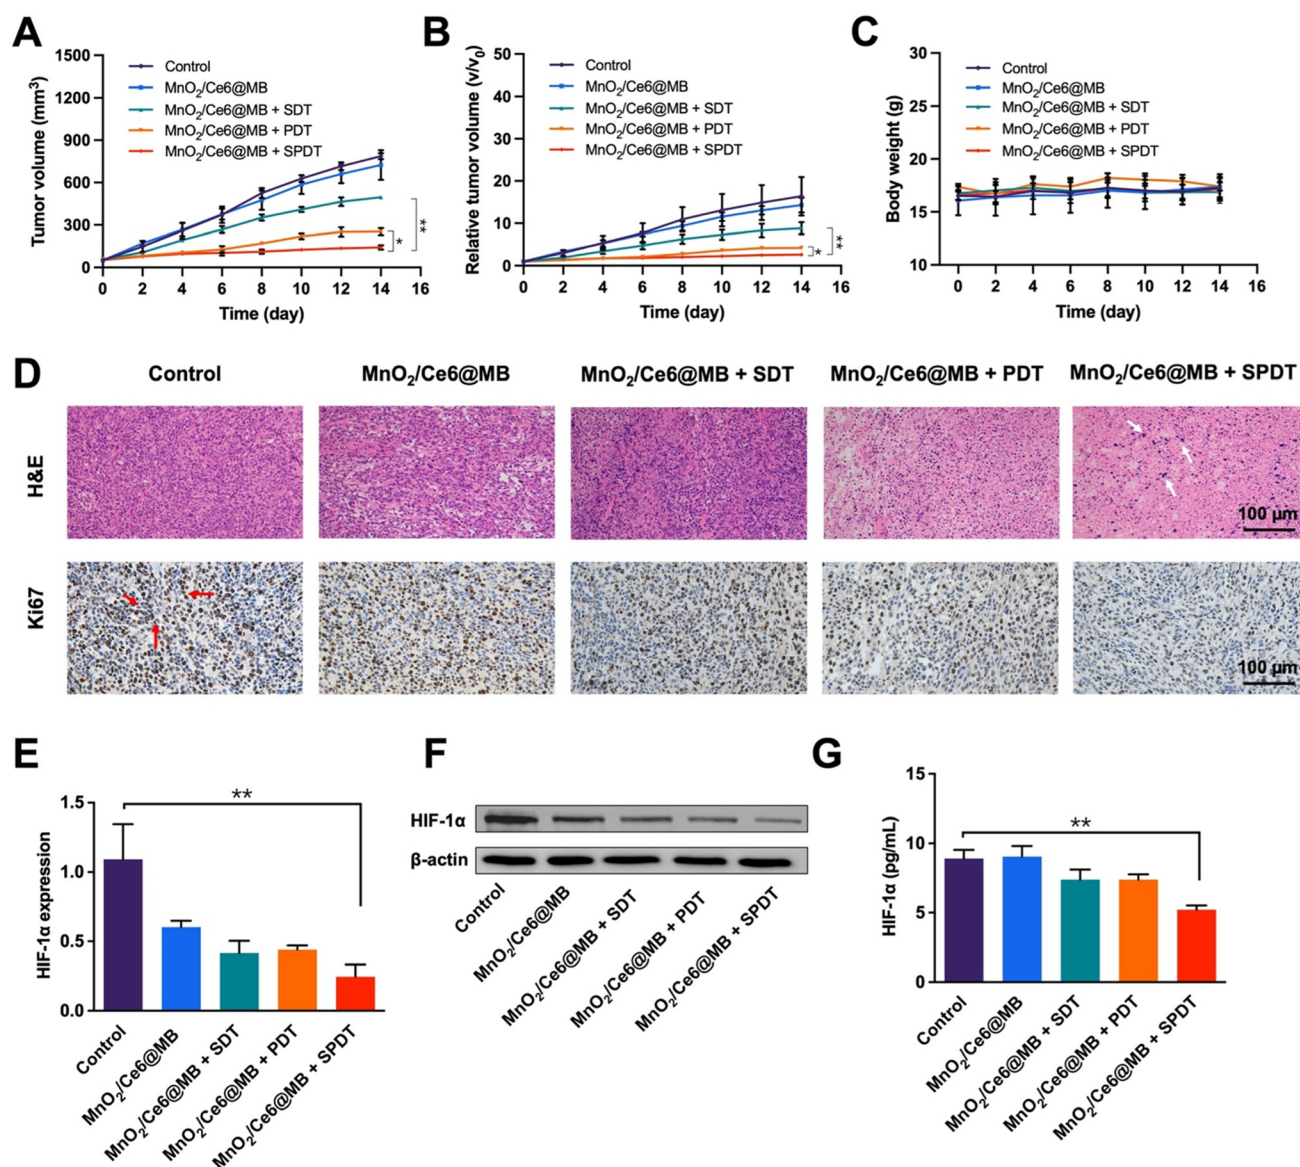 A
Tumor volume (mm³)
1500
1200
900
600
300
0
Control
MnO₂/Ce6@MB
MnO₂/Ce6@MB + SDT
MnO₂/Ce6@MB + PDT
MnO₂/Ce6@MB + SPDT
*
**
0 2 4 6 8 10 12 14 16
Time (day)
B
Relative tumor volume (v/v₀)
50
40
30
20
10
0
Control
MnO₂/Ce6@MB
MnO₂/Ce6@MB + SDT
MnO₂/Ce6@MB + PDT
MnO₂/Ce6@MB + SPDT
*
**
0 2 4 6 8 10 12 14 16
Time (day)
C
Body weight (g)
30
25
20
15
10
Control
MnO₂/Ce6@MB
MnO₂/Ce6@MB + SDT
MnO₂/Ce6@MB + PDT
MnO₂/Ce6@MB + SPDT
0 2 4 6 8 10 12 14 16
Time (day)
D
Control MnO₂/Ce6@MB MnO₂/Ce6@MB + SDT MnO₂/Ce6@MB + PDT MnO₂/Ce6@MB + SPDT
H&E
100 μm
Ki67
100 μm
E
HIF-1α expression
1.5
1.0
0.5
0.0
**
Control
MnO₂/Ce6@MB
MnO₂/Ce6@MB + SDT
MnO₂/Ce6@MB + PDT
MnO₂/Ce6@MB + SPDT
F
HIF-1α
β-actin
Control
MnO₂/Ce6@MB
MnO₂/Ce6@MB + SDT
MnO₂/Ce6@MB + PDT
MnO₂/Ce6@MB + SPDT
G
HIF-1α (pg/mL)
15
10
5
0
**
Control
MnO₂/Ce6@MB
MnO₂/Ce6@MB + SDT
MnO₂/Ce6@MB + PDT
MnO₂/Ce6@MB + SPDT